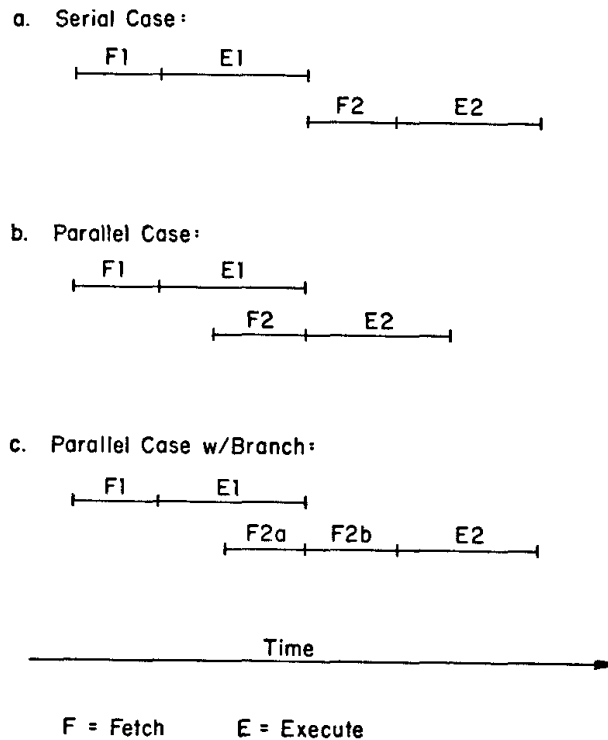 a. Serial Case:
F1 E1
F2 E2
b. Parallel Case:
F1 E1
F2 E2
c. Parallel Case w/Branch:
F1 E1
F2a F2b E2
Time
F = Fetch E = Execute